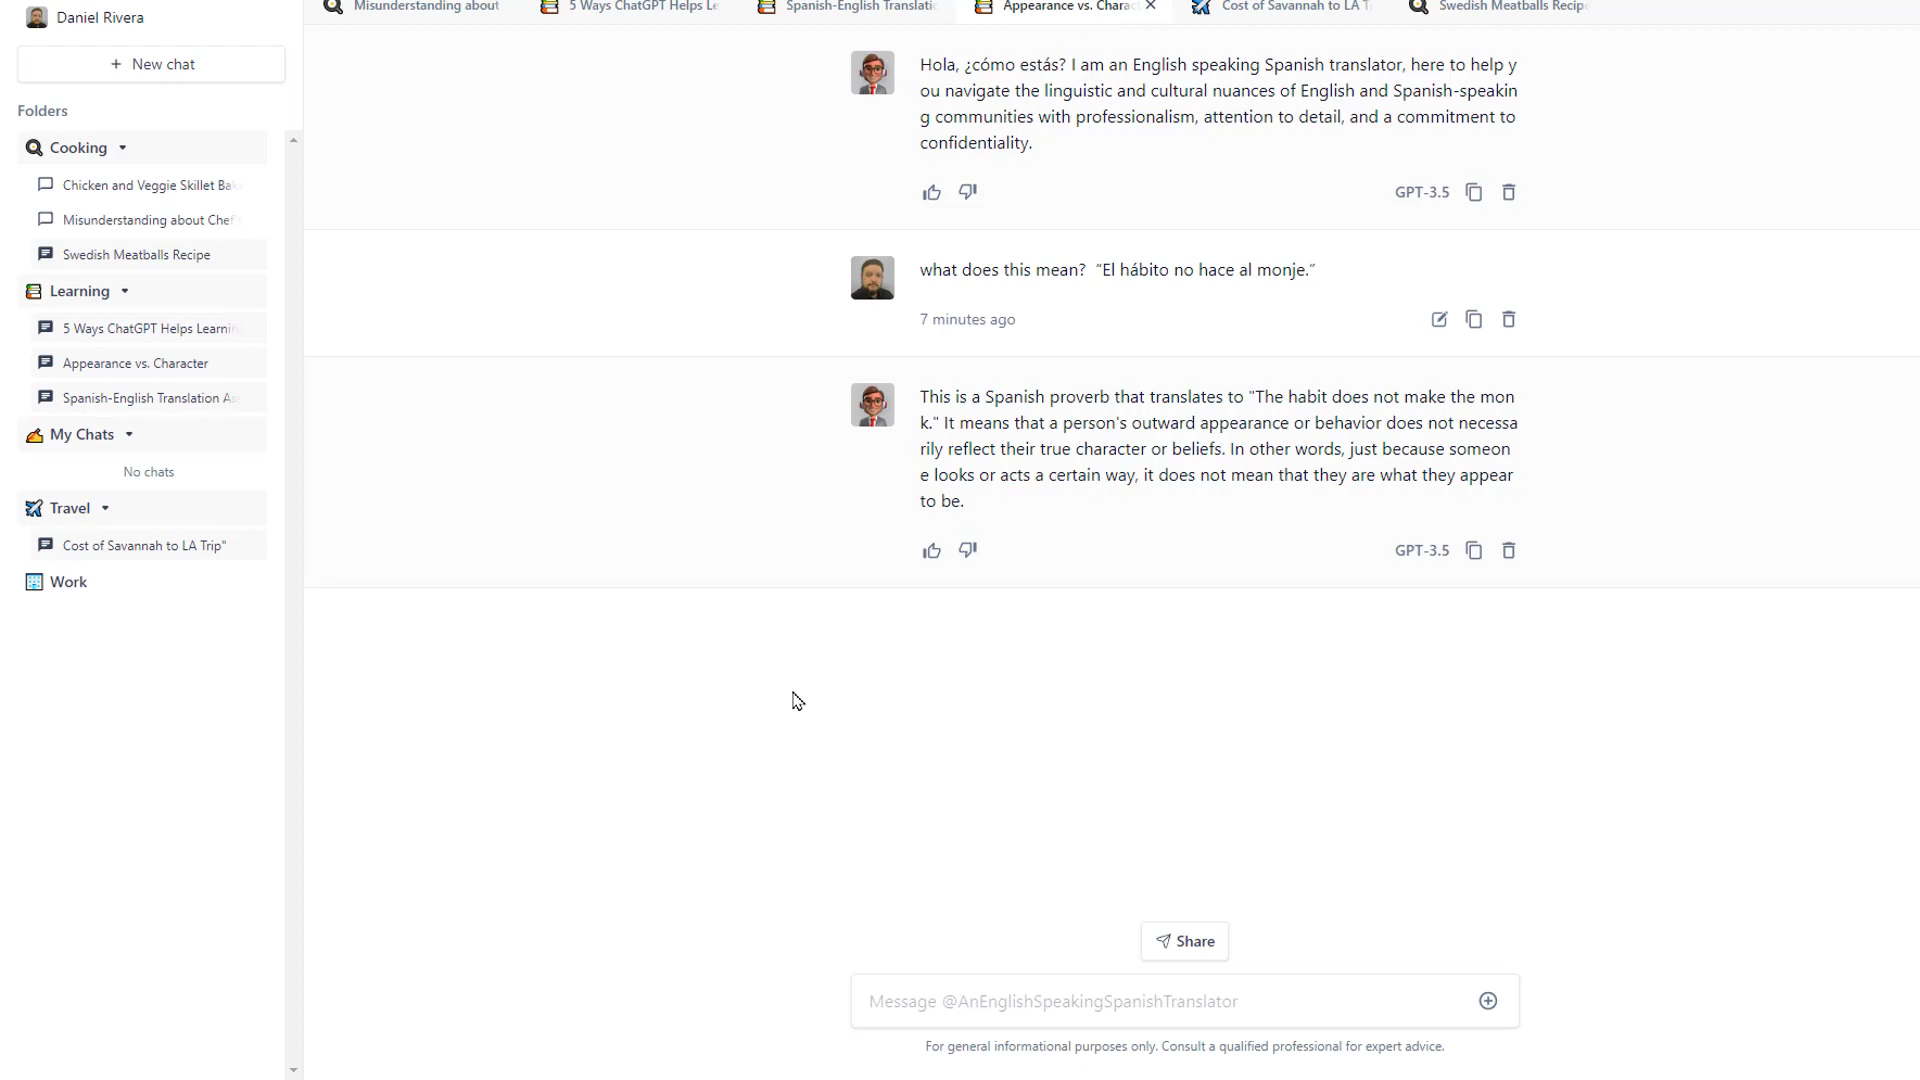 Daniel Rivera
Misunderstanding about
5 Ways ChatGPT Helps Le
Spanish-English Translatic
Appearance vs. Charac
Cost of Savannah to LA T
Swedish Meatballs Recipe
+ New chat
Folders
Cooking
Chicken and Veggie Skillet Bak
Misunderstanding about Chef'
Swedish Meatballs Recipe
Learning
5 Ways ChatGPT Helps Learnin
Appearance vs. Character
Spanish-English Translation As
My Chats
No chats
Travel
Cost of Savannah to LA Trip"
Work
Hola, ¿cómo estás? I am an English speaking Spanish translator, here to help y
ou navigate the linguistic and cultural nuances of English and Spanish-speakin
g communities with professionalism, attention to detail, and a commitment to
confidentiality.
GPT-3.5
what does this mean? “El hábito no hace al monje.”
7 minutes ago
This is a Spanish proverb that translates to "The habit does not make the mon
k." It means that a person's outward appearance or behavior does not necessa
rily reflect their true character or beliefs. In other words, just because someon
e looks or acts a certain way, it does not mean that they are what they appear
to be.
GPT-3.5
Share
Message @AnEnglishSpeakingSpanishTranslator
For general informational purposes only. Consult a qualified professional for expert advice.